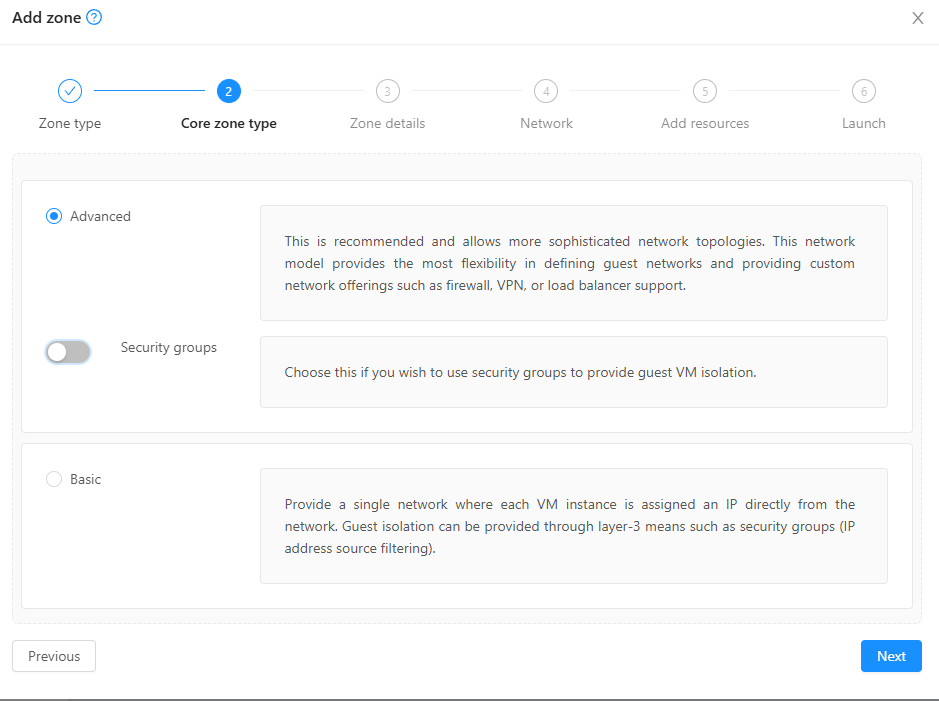 Add zone ?
2 3 4 5 6
Zone type Core zone type Zone details Network Add resources Launch
Advanced
This is recommended and allows more sophisticated network topologies. This network
model provides the most flexibility in defining guest networks and providing custom
network offerings such as firewall, VPN, or load balancer support.
Security groups
Choose this if you wish to use security groups to provide guest VM isolation.
Basic
Provide a single network where each VM instance is assigned an IP directly from the
network. Guest isolation can be provided through layer-3 means such as security groups (IP
address source filtering).
Previous Next